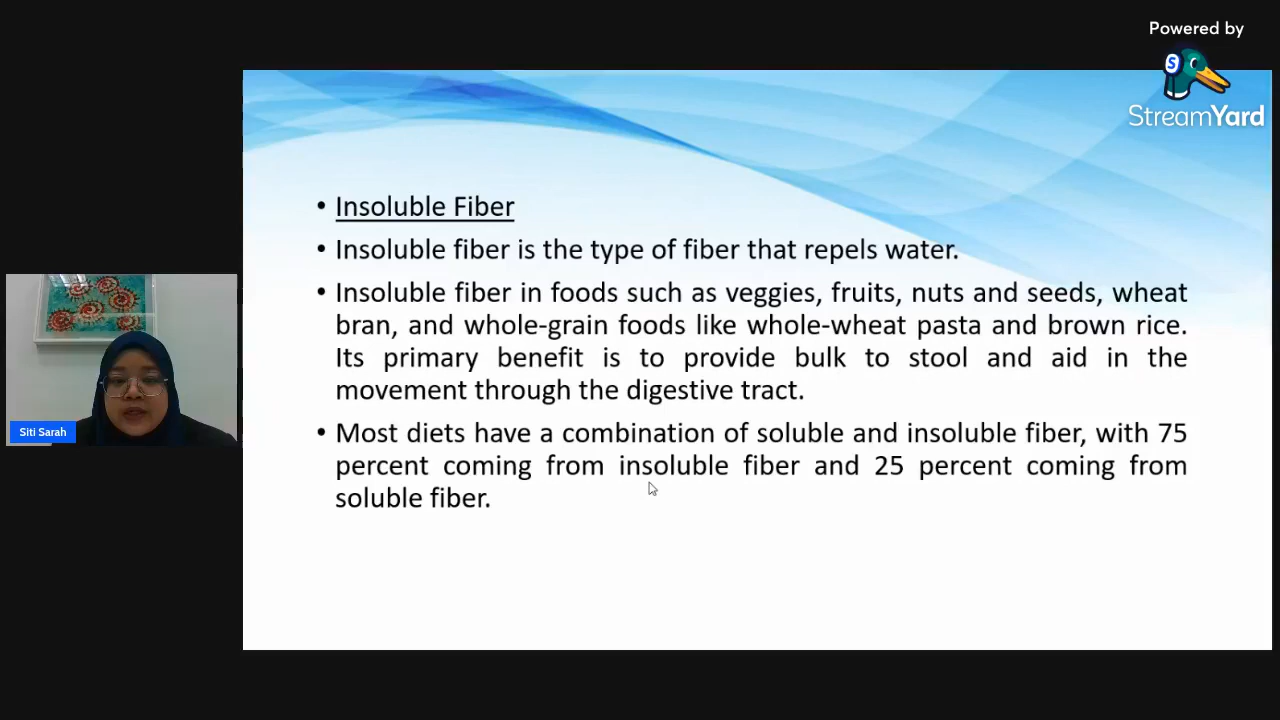 Powered by
StreamYard
• Insoluble Fiber
• Insoluble fiber is the type of fiber that repels water.
• Insoluble fiber in foods such as veggies, fruits, nuts and seeds, wheat
bran, and whole-grain foods like whole-wheat pasta and brown rice.
Its primary benefit is to provide bulk to stool and aid in the
movement through the digestive tract.
• Most diets have a combination of soluble and insoluble fiber, with 75
percent coming from insoluble fiber and 25 percent coming from
soluble fiber.
Siti Sarah